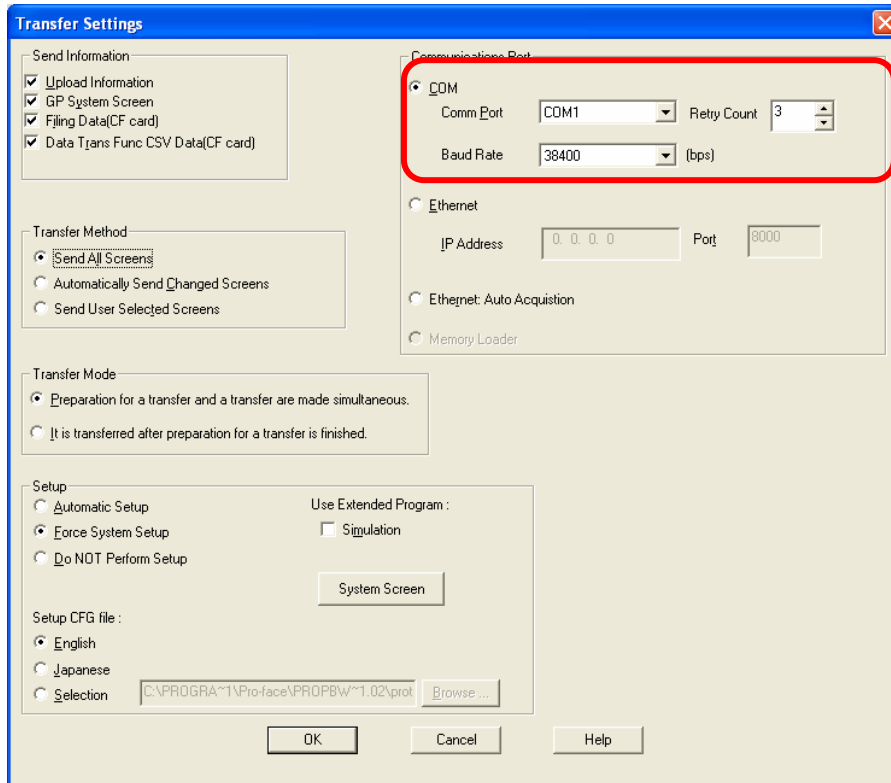 Transfer Settings
Send Information
Upload Information
GP System Screen
Filing Data(CF card)
Data Trans Func CSV Data(CF card)
Communications Port
COM
Comm Port COM1 Retry Count 3
Baud Rate 38400 (bps)
Ethernet
IP Address 0. 0. 0. 0 Port 8000
Ethernet: Auto Acquistion
Memory Loader
Transfer Method
Send All Screens
Automatically Send Changed Screens
Send User Selected Screens
Transfer Mode
Preparation for a transfer and a transfer are made simultaneous.
It is transferred after preparation for a transfer is finished.
Setup
Automatic Setup
Force System Setup
Do NOT Perform Setup
Use Extended Program :
Simulation
System Screen
Setup CFG file :
English
Japanese
Selection C:\PROGRA~1\Pro-face\PROPBW~1.02\prot Browse ...
OK Cancel Help